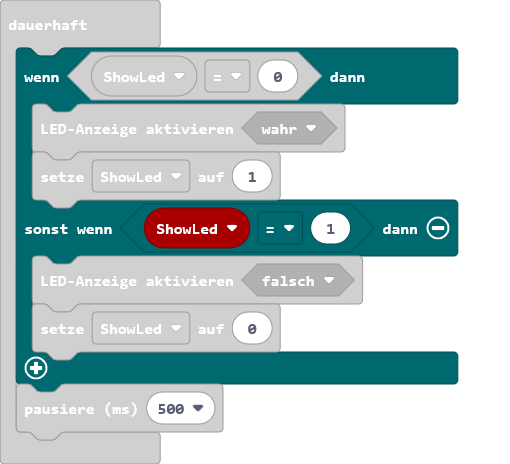 dauerhaft
wenn ShowLed = 0 dann
LED-Anzeige aktivieren wahr
setze ShowLed auf 1
sonst wenn ShowLed = 1 dann
LED-Anzeige aktivieren falsch
setze ShowLed auf 0
pausiere (ms) 500